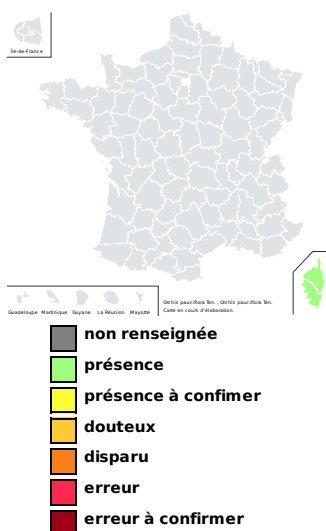 Île-de-France
Guadeloupe Martinique Guyane La Réunion Mayotte
Orchis pauciflora Ten. , Orchis pauciflora Ten.
Carte en cours d'élaboration.
non renseignée
présence
présence à confimer
douteux
disparu
erreur
erreur à confirmer